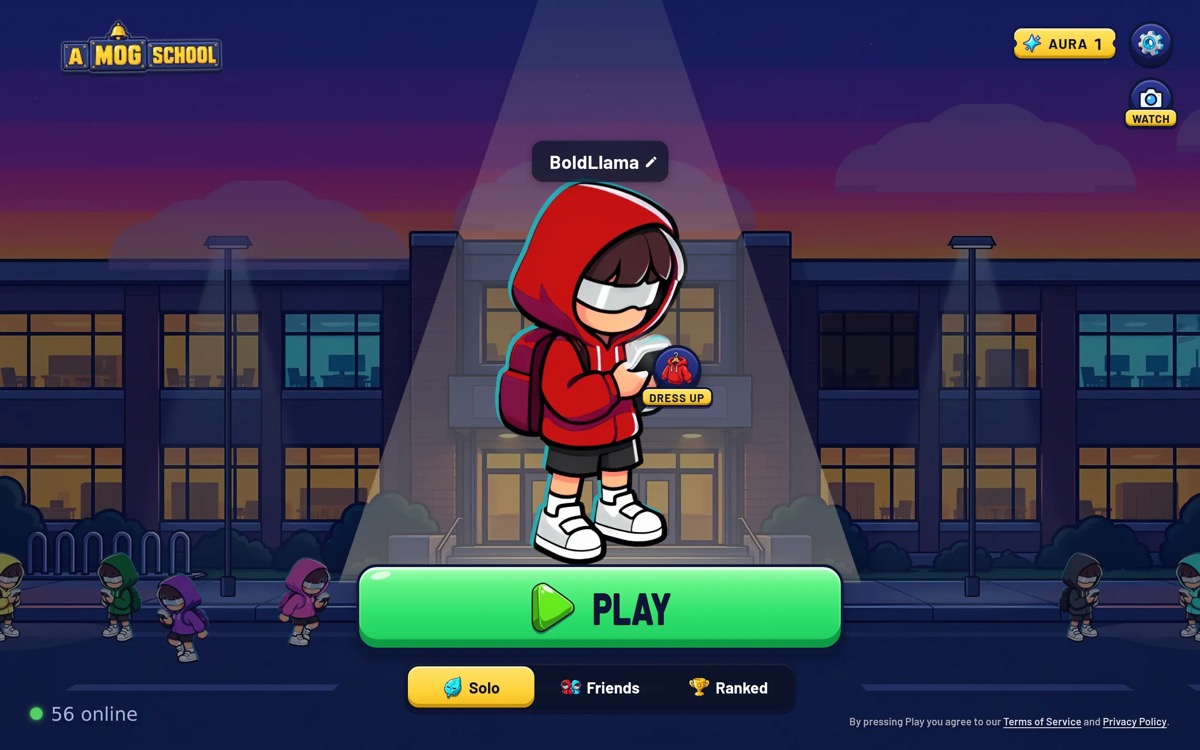 A MOG SCHOOL
AURA 1
WATCH
BoldLlama
DRESS UP
PLAY
Solo
Friends
Ranked
56 online
By pressing Play you agree to our Terms of Service and Privacy Policy.